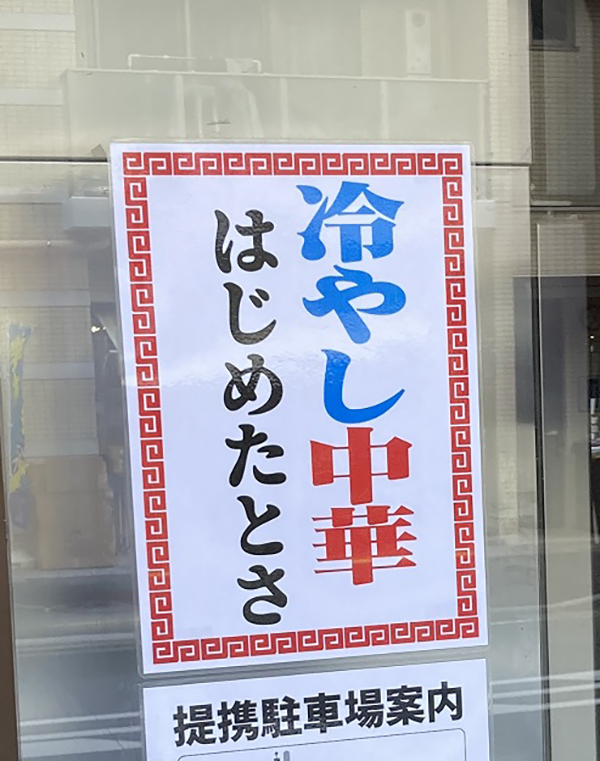 冷やし中華
はじめたとさ
提携駐車場案内